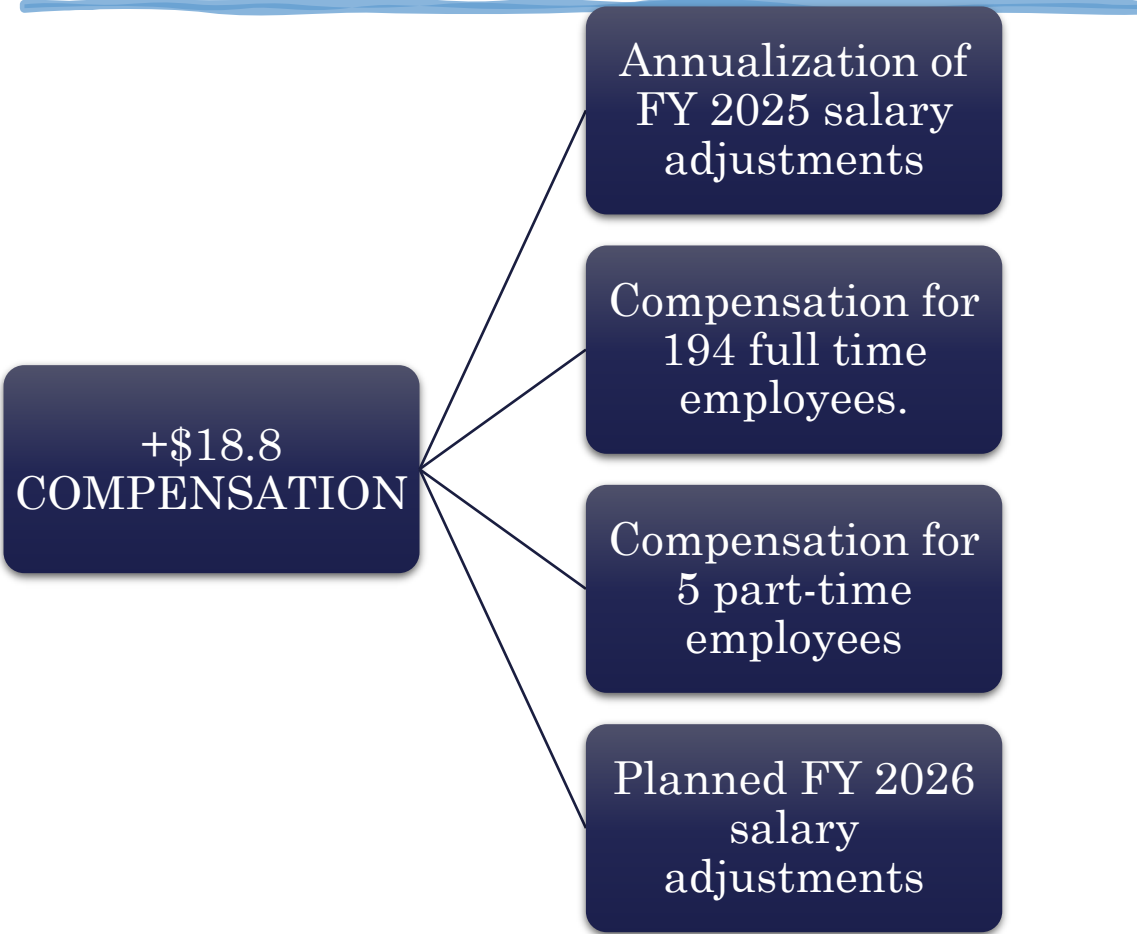 +$18.8
COMPENSATION
Annualization of
FY 2025 salary
adjustments
Compensation for
194 full time
employees.
Compensation for
5 part-time
employees
Planned FY 2026
salary
adjustments